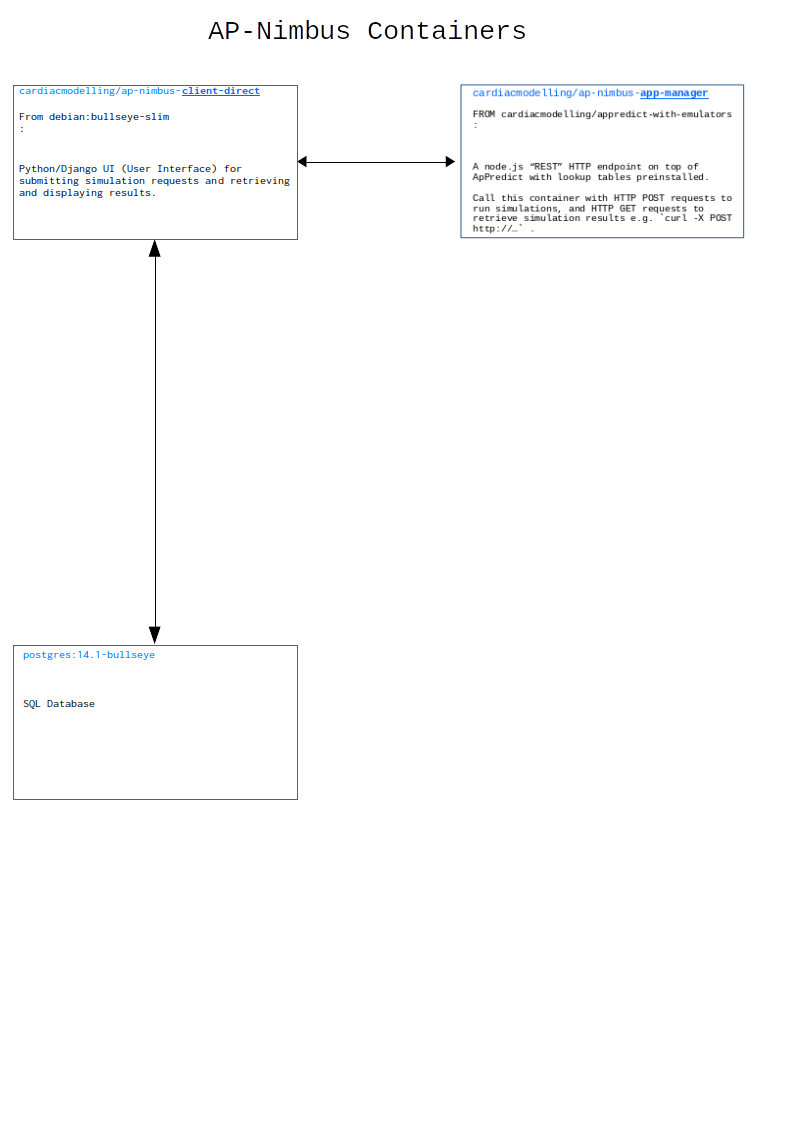 AP-Nimbus Containers
cardiacmodelling/ap-nimbus-client-direct
From debian:bullseye-slim
:
Python/Django UI (User Interface) for
submitting simulation requests and retrieving
and displaying results.
cardiacmodelling/ap-nimbus-app-manager
FROM cardiacmodelling/appredict-with-emulators
:
A node.js “REST” HTTP endpoint on top of
ApPredict with lookup tables preinstalled.
Call this container with HTTP POST requests to
run simulations, and HTTP GET requests to
retrieve simulation results e.g. `curl -X POST
http://…` .
postgres:14.1-bullseye
SQL Database